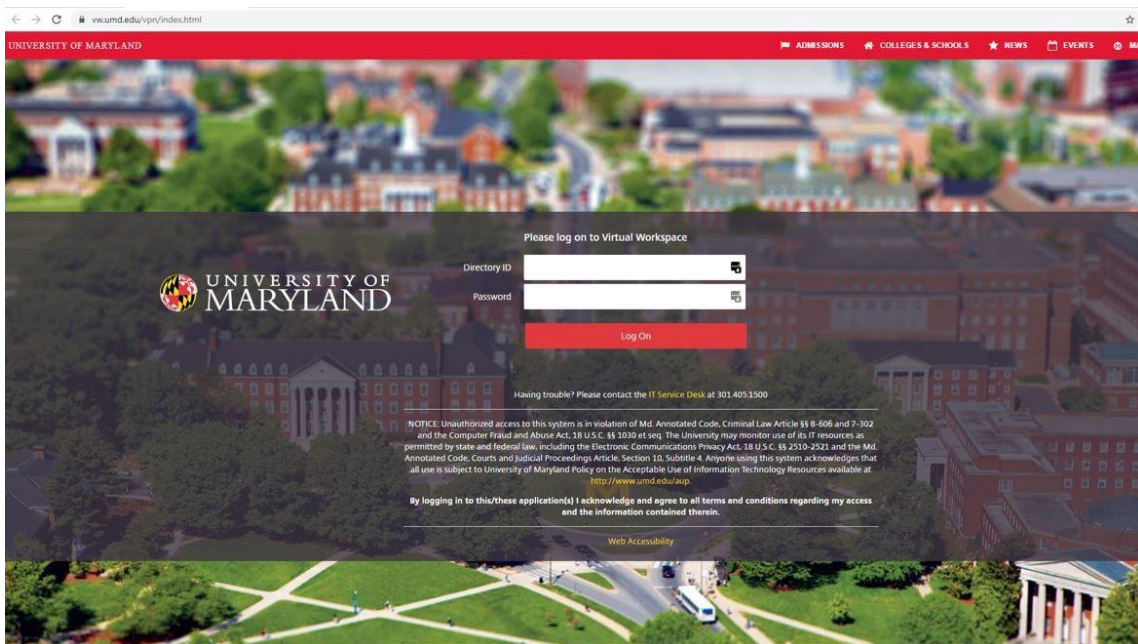 vw.umd.edu/vpn/index.html
UNIVERSITY OF MARYLAND
ADMISSIONS
COLLEGES & SCHOOLS
NEWS
EVENTS
Please log on to Virtual Workspace
Directory ID
UNIVERSITY OF
MARYLAND
Password
Log On
Having trouble? Please contact the IT Service Desk at 301.405.1500
NOTICE: Unauthorized access to this system is in violation of Md. Annotated Code, Criminal Law Article §§ 8-606 and 7-302
and the Computer Fraud and Abuse Act, 18 U.S.C. §§ 1030 et seq. The University may monitor use of its IT resources as
permitted by state and federal law, including the Electronic Communications Privacy Act, 18 U.S.C. §§ 2510-2521 and the Md.
Annotated Code, Courts and Judicial Proceedings Article, Section 10, Subtitle 4. Anyone using this system acknowledges that
all use is subject to University of Maryland Policy on the Acceptable Use of Information Technology Resources available at
http://www.umd.edu/aup.
By logging in to this/these application(s) I acknowledge and agree to all terms and conditions regarding my access
and the information contained therein.
Web Accessibility